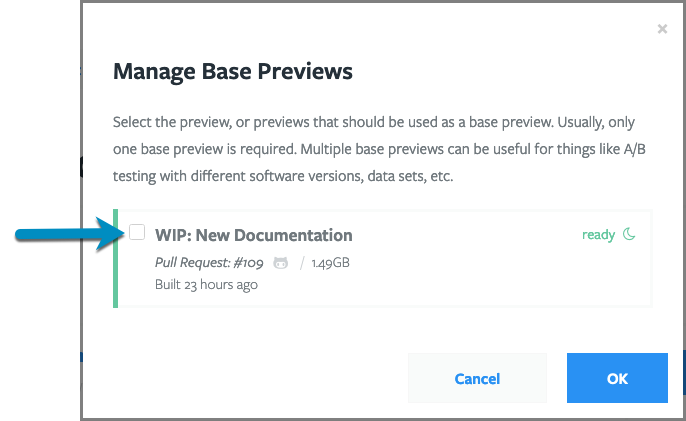 ×
Manage Base Previews
Select the preview, or previews that should be used as a base preview. Usually, only
one base preview is required. Multiple base previews can be useful for things like A/B
testing with different software versions, data sets, etc.
WIP: New Documentation
ready
Pull Request: #109 / 1.49GB
Built 23 hours ago
Cancel
OK